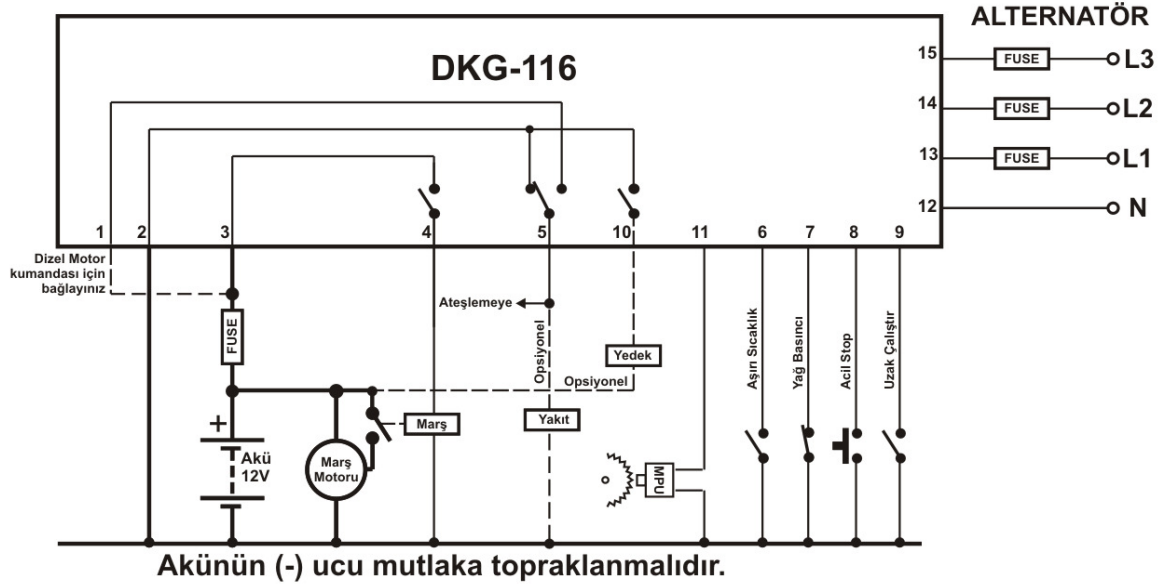 ALTERNATÖR
DKG-116
15
FUSE
L3
14
FUSE
L2
13
FUSE
L1
12
N
1
2
3
4
5
10
11
6
7
8
9
Dizel Motor
kumandası için
bağlayınız
FUSE
Ateşlemeye
Opsiyonel
Yedek
Opsiyonel
Aşırı Sıcaklık
Yağ Basıncı
Acil Stop
Uzak Çalıştır
+
Akü
12V
Marş
Motoru
Marş
Yakıt
MPU
Akünün (-) ucu mutlaka topraklanmalıdır.